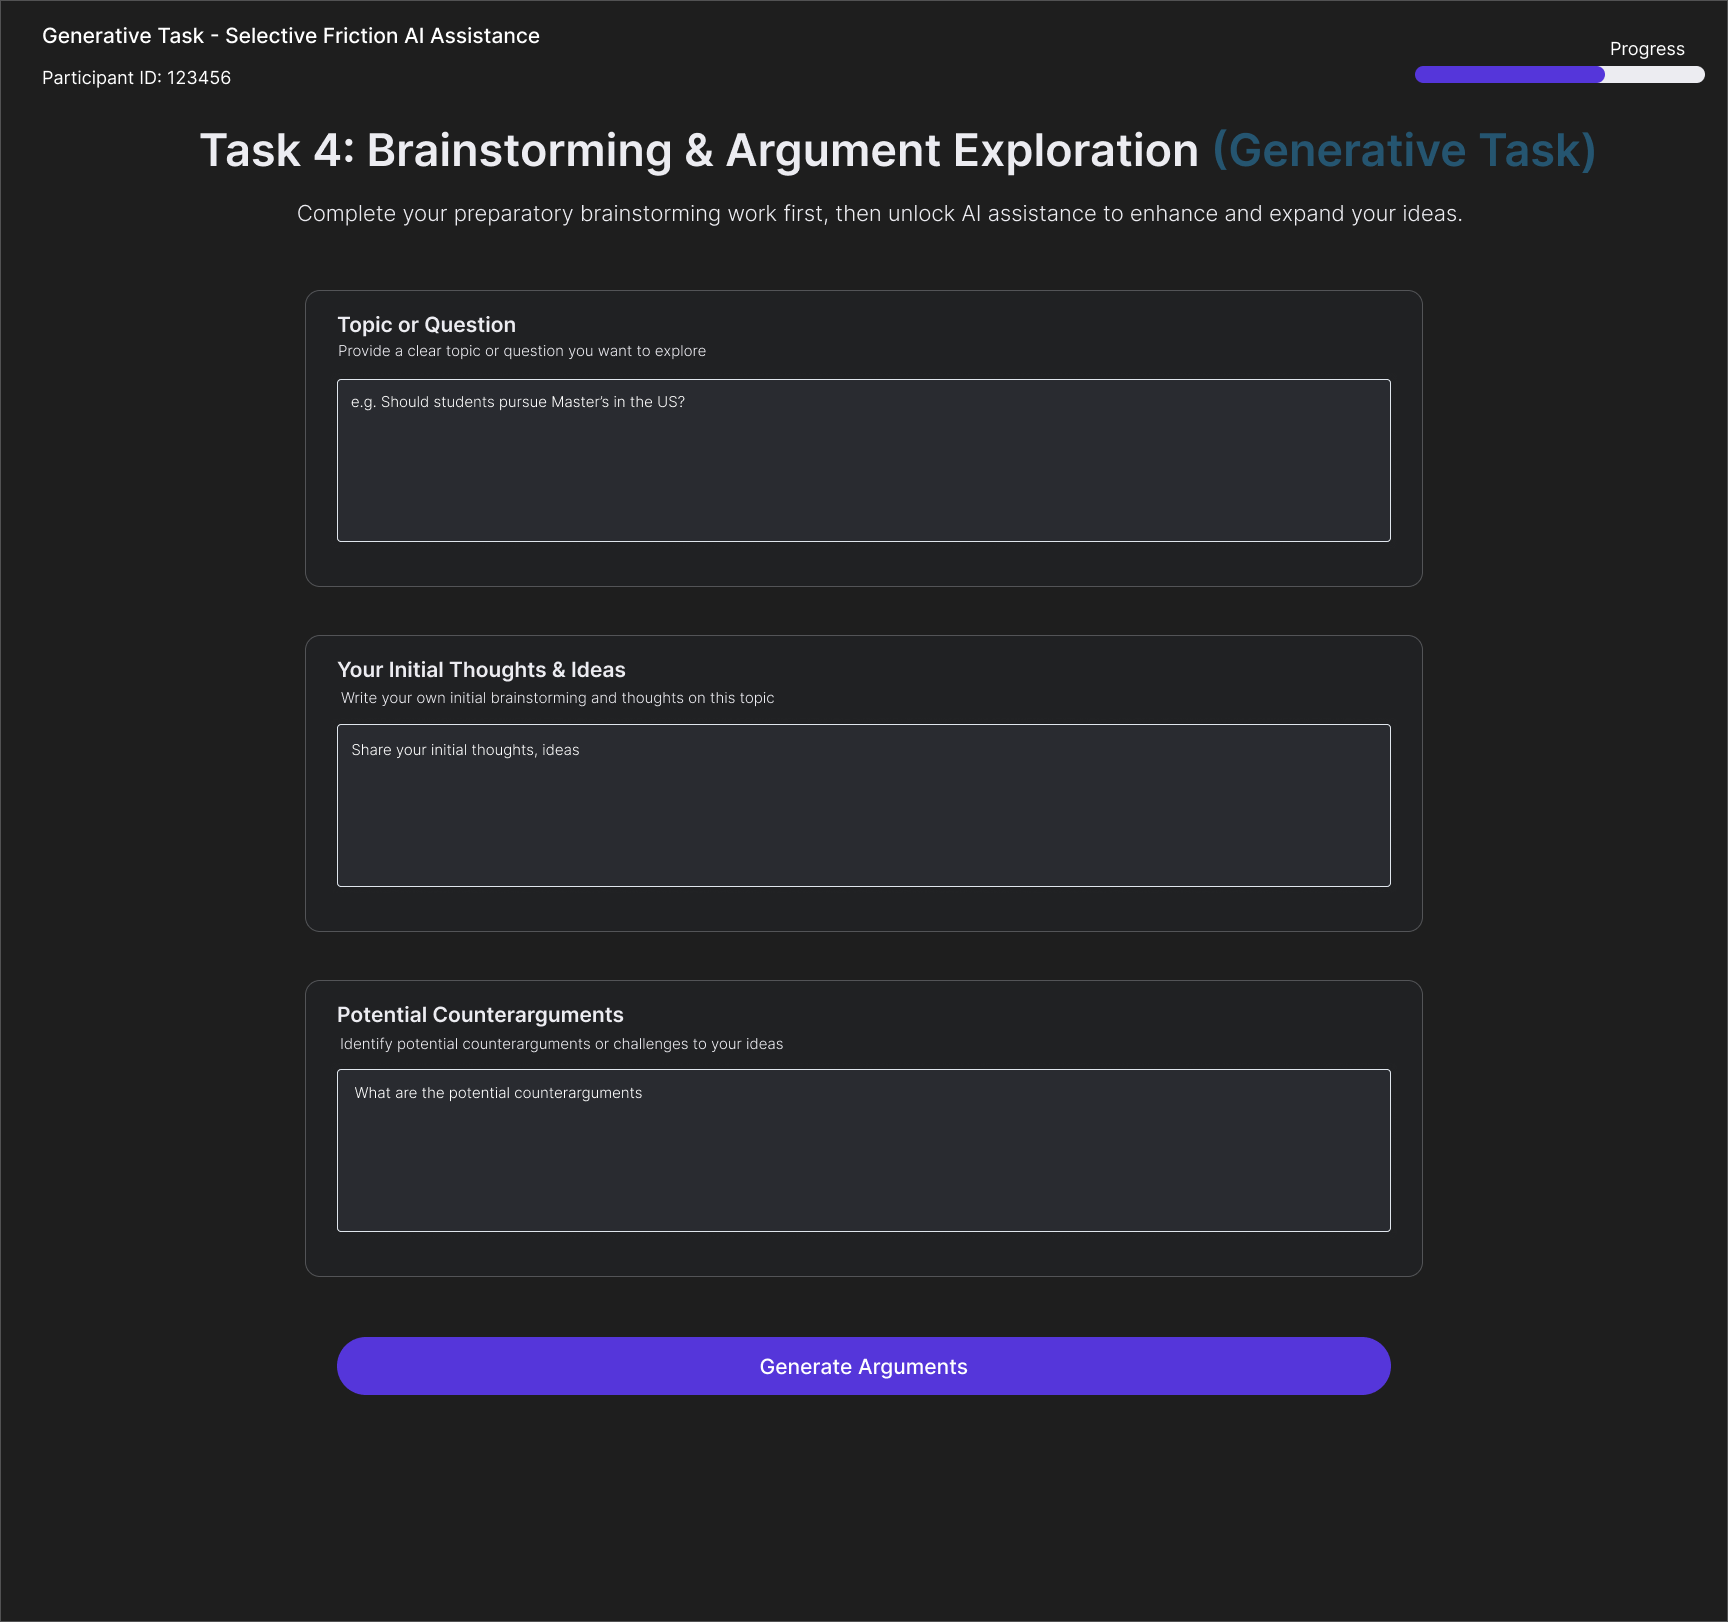 Generative Task - Selective Friction AI Assistance
Participant ID: 123456
Progress
Task 4: Brainstorming & Argument Exploration (Generative Task)
Complete your preparatory brainstorming work first, then unlock AI assistance to enhance and expand your ideas.
Topic or Question
Provide a clear topic or question you want to explore
e.g. Should students pursue Master’s in the US?
Your Initial Thoughts & Ideas
Write your own initial brainstorming and thoughts on this topic
Share your initial thoughts, ideas
Potential Counterarguments
Identify potential counterarguments or challenges to your ideas
What are the potential counterarguments
Generate Arguments